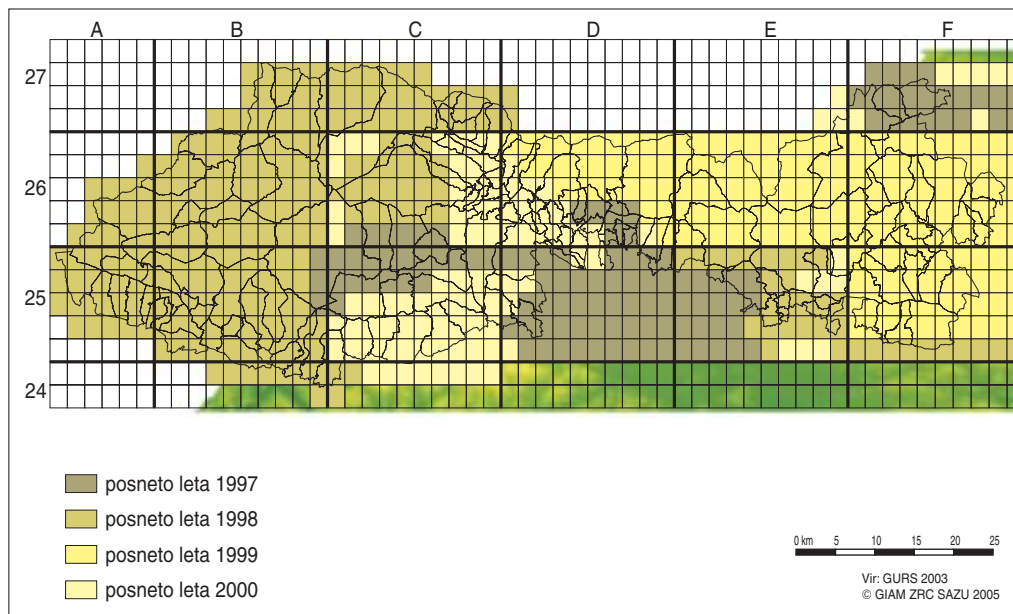 A B C D E F
27
26
25
24
posneto leta 1997
posneto leta 1998
posneto leta 1999
posneto leta 2000
0 km 5 10 15 20 25
Vir: GURS 2003
© GIAM ZRC SAZU 2005